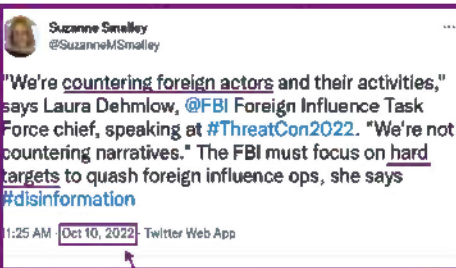 Suzanne Smalley
@SuzanneMSmalley
"We're countering foreign actors and their activities,"
says Laura Dehmlow, @FBI Foreign Influence Task
Force chief, speaking at #ThreatCon2022. "We're not
countering narratives." The FBI must focus on hard
targets to quash foreign influence ops, she says
#disinformation
11:25 AM · Oct 10, 2022 · Twitter Web App